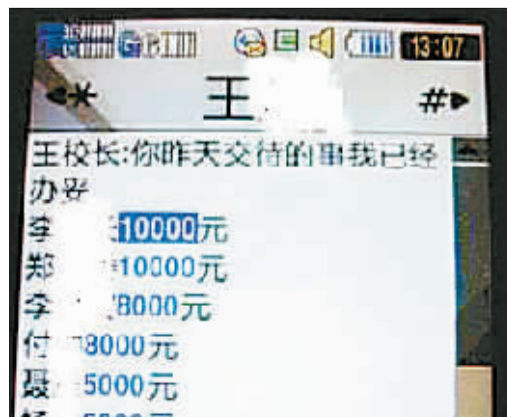 13:07
* 王 #
王校长:你昨天交待的事我已经
办妥
李 10000元
郑 10000元
李 8000元
付 8000元
聂 5000元